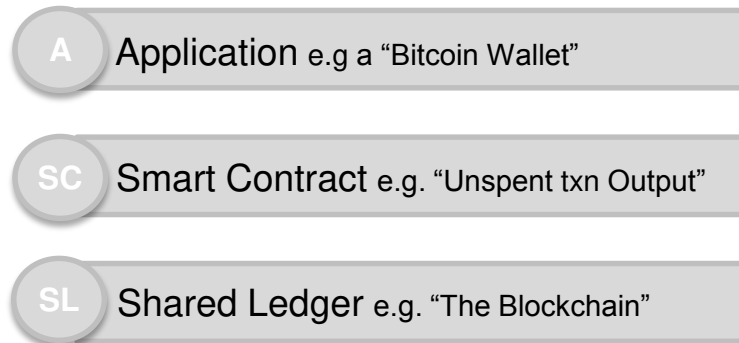 A Application e.g a “Bitcoin Wallet”
SC Smart Contract e.g. “Unspent txn Output”
SL Shared Ledger e.g. “The Blockchain”